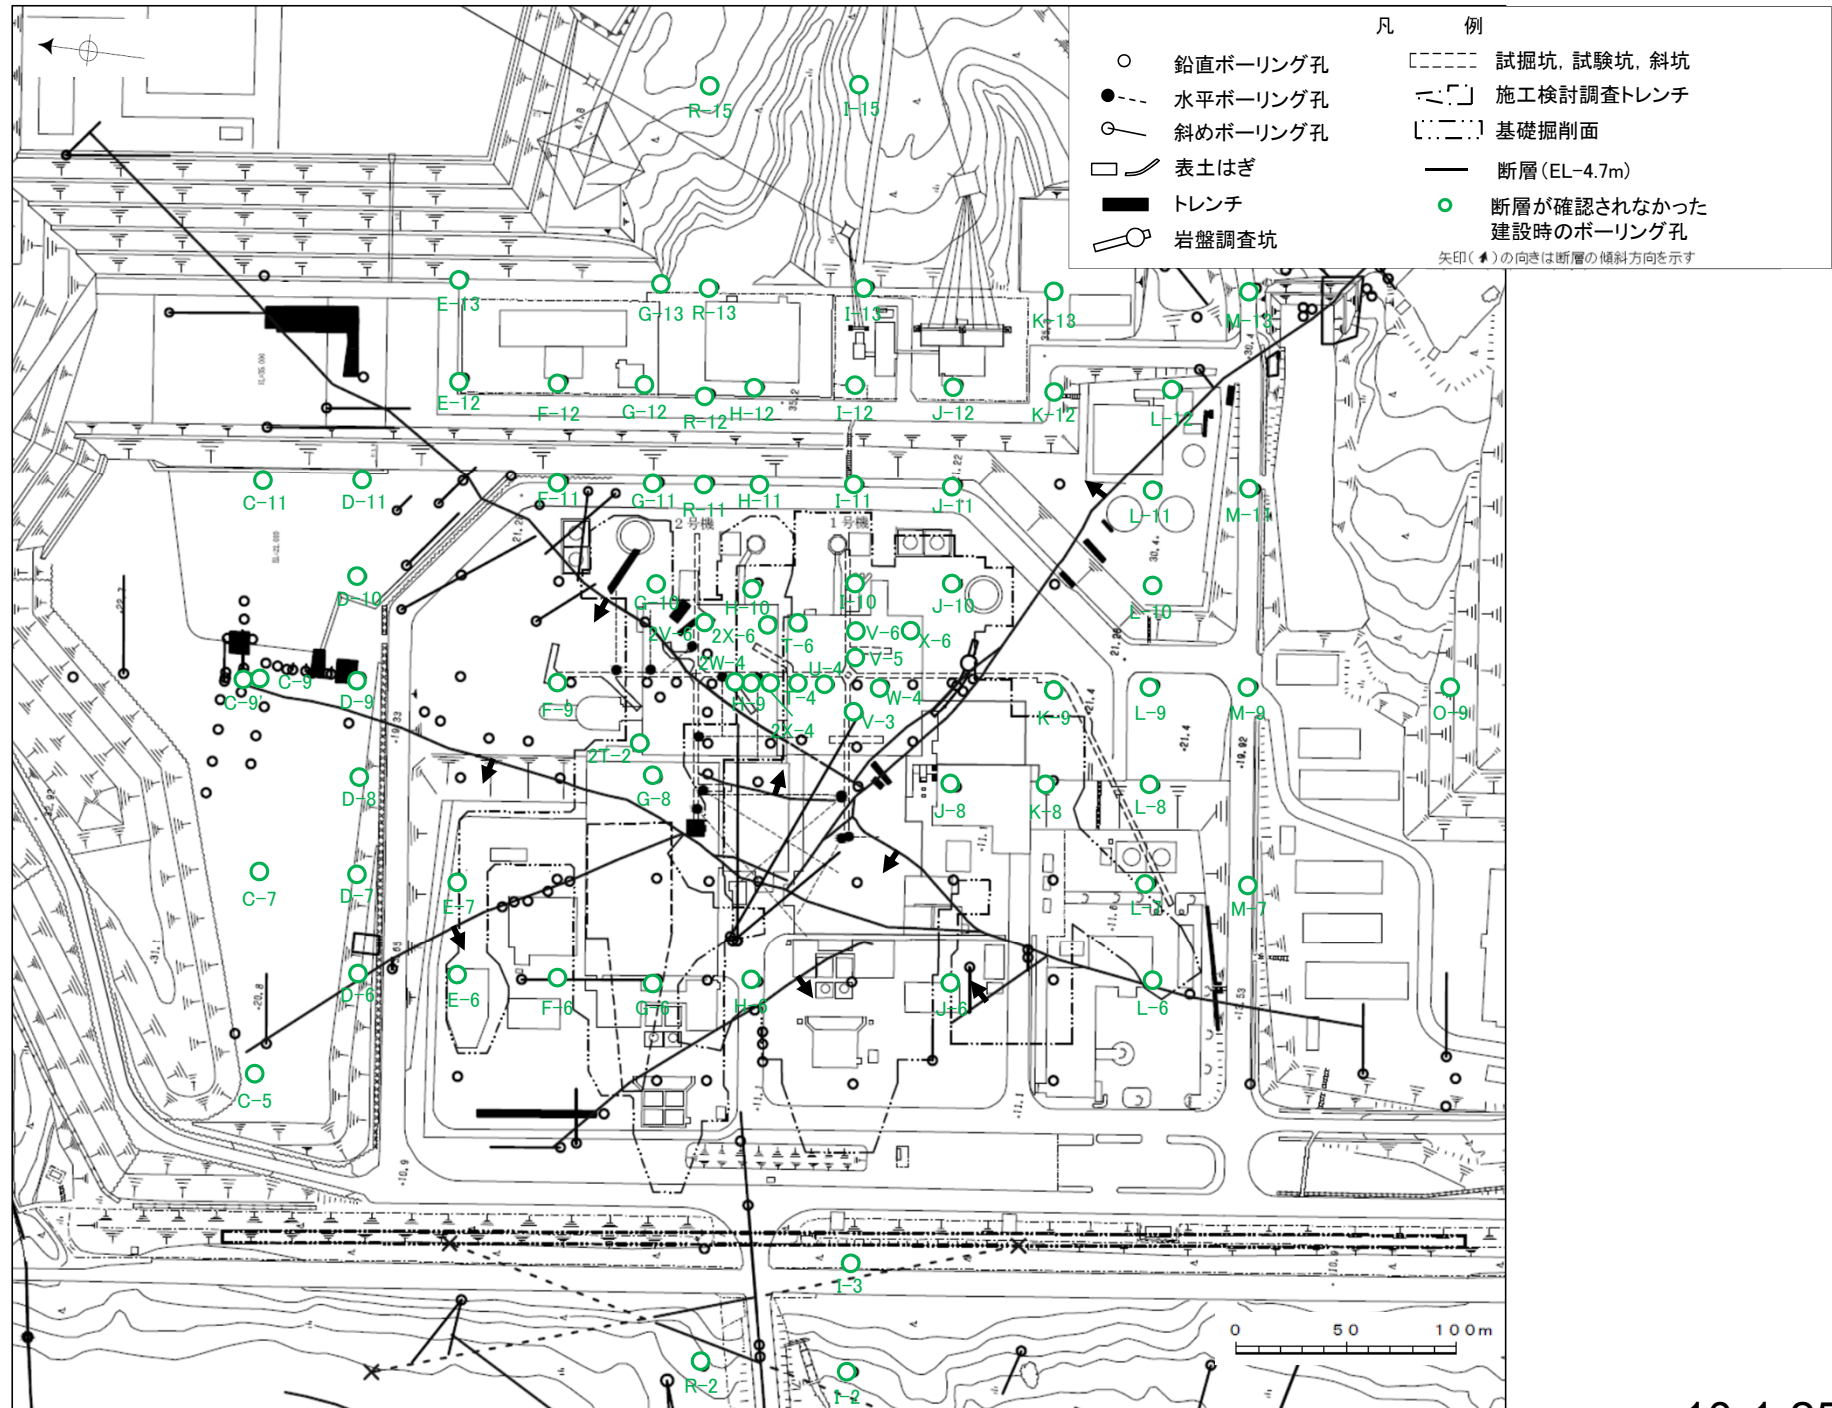 凡 例
鉛直ボーリング孔
水平ボーリング孔
斜めボーリング孔
表土はぎ
トレンチ
岩盤調査坑
試掘坑, 試験坑, 斜坑
施工検討調査トレンチ
基礎掘削面
断層(EL-4.7m)
断層が確認されなかった
建設時のボーリング孔
矢印( )の向きは断層の傾斜方向を示す
R-15 I-15
E-13 G-13 R-13 I-13 K-13 M-13
E-12 F-12 G-12 R-12 H-12 I-12 J-12 K-12 L-12
C-11 D-11 F-11 G-11 R-11 H-11 I-11 J-11 L-11 M-11
2号機 1号機
D-10 G-10 H-10 I-10 J-10 L-10
2V-6 2X-6 T-6 V-6 X-6
2W-4 U-4 V-5
C-9' C-9 D-9 F-9 H-9 T-4 W-4 K-9 L-9 M-9 O-9
2X-4 V-3
2T-2
D-8 G-8 J-8 K-8 L-8
C-7 D-7 E-7 L-7 M-7
D-6 E-6 F-6 G-6 H-6 J-6 L-6
C-5
I-3
R-2 I-2
0 50 100m